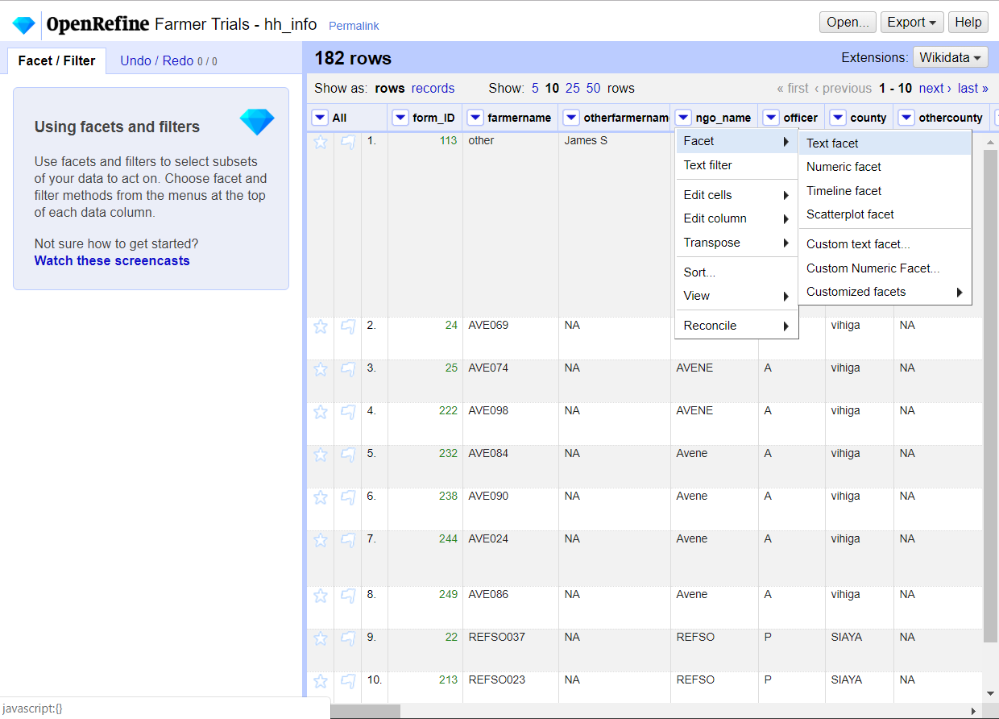 OpenRefine Farmer Trials - hh_info Permalink
Open... Export Help
Facet / Filter Undo / Redo 0 / 0
182 rows
Extensions: Wikidata
Using facets and filters
Use facets and filters to select subsets
of your data to act on. Choose facet and
filter methods from the menus at the top
of each data column.
Not sure how to get started?
Watch these screencasts
Show as: rows records Show: 5 10 25 50 rows « first ‹ previous 1 - 10 next › last »
All form_ID farmername otherfarmername ngo_name officer county othercounty
1. 113 other James S
2. 24 AVE069 NA vihiga NA
3. 25 AVE074 NA AVENE A vihiga NA
4. 222 AVE098 NA AVENE A vihiga NA
5. 232 AVE084 NA Avene A vihiga NA
6. 238 AVE090 NA Avene A vihiga NA
7. 244 AVE024 NA Avene A vihiga NA
8. 249 AVE086 NA Avene A vihiga NA
9. 22 REFSO037 NA REFSO P SIAYA NA
10. 213 REFSO023 NA REFSO P SIAYA NA
Facet
Text filter
Edit cells
Edit column
Transpose
Sort...
View
Reconcile
Text facet
Numeric facet
Timeline facet
Scatterplot facet
Custom text facet...
Custom Numeric Facet...
Customized facets
javascript:{}